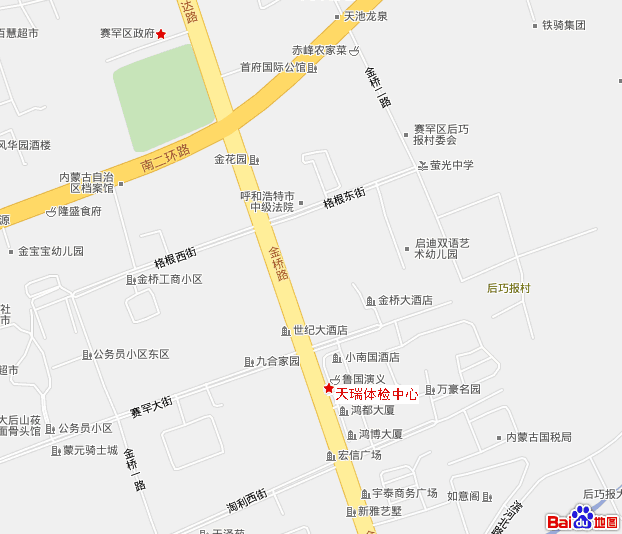 达路
天池龙泉
铁骑集团
百慧超市
赛罕区政府
赤峰农家菜
首府国际公馆
金桥二路
赛罕区后巧
报村委会
风华园酒楼
南二环路
金花园
萤光中学
内蒙古自治
区档案馆
呼和浩特市
中级法院
格根东街
隆盛食府
源
金宝宝幼儿园
格根西街
金桥路
启迪双语艺
术幼儿园
金桥工商小区
后巧报村
金桥大酒店
社
市
世纪大酒店
公务员小区东区
九合家园
小南国酒店
超市
鲁国演义
天瑞体检中心
万豪名园
赛罕大街
鸿都大厦
大后山莜
面骨头馆
公务员小区
鸿博大厦
内蒙古国税局
蒙元骑士城
金桥一路
宏信广场
淘利西街
宇泰商务广场
如意阁
后巧报大
新雅艺墅
金
Bai du 地图